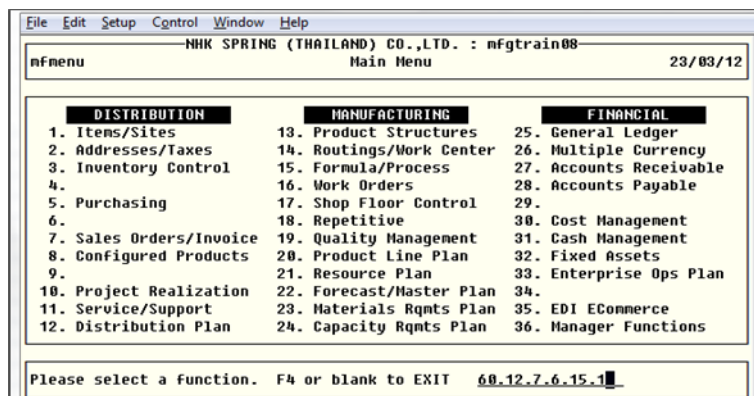 File Edit Setup Control Window Help
NHK SPRING (THAILAND) CO.,LTD. : mfgtrain08
mfmenu Main Menu 23/03/12
DISTRIBUTION MANUFACTURING FINANCIAL
1. Items/Sites 13. Product Structures 25. General Ledger
2. Addresses/Taxes 14. Routings/Work Center 26. Multiple Currency
3. Inventory Control 15. Formula/Process 27. Accounts Receivable
4. 16. Work Orders 28. Accounts Payable
5. Purchasing 17. Shop Floor Control 29.
6. 18. Repetitive 30. Cost Management
7. Sales Orders/Invoice 19. Quality Management 31. Cash Management
8. Configured Products 20. Product Line Plan 32. Fixed Assets
9. 21. Resource Plan 33. Enterprise Ops Plan
10. Project Realization 22. Forecast/Master Plan 34.
11. Service/Support 23. Materials Rqmts Plan 35. EDI ECommerce
12. Distribution Plan 24. Capacity Rqmts Plan 36. Manager Functions
Please select a function. F4 or blank to EXIT 60.12.7.6.15.1